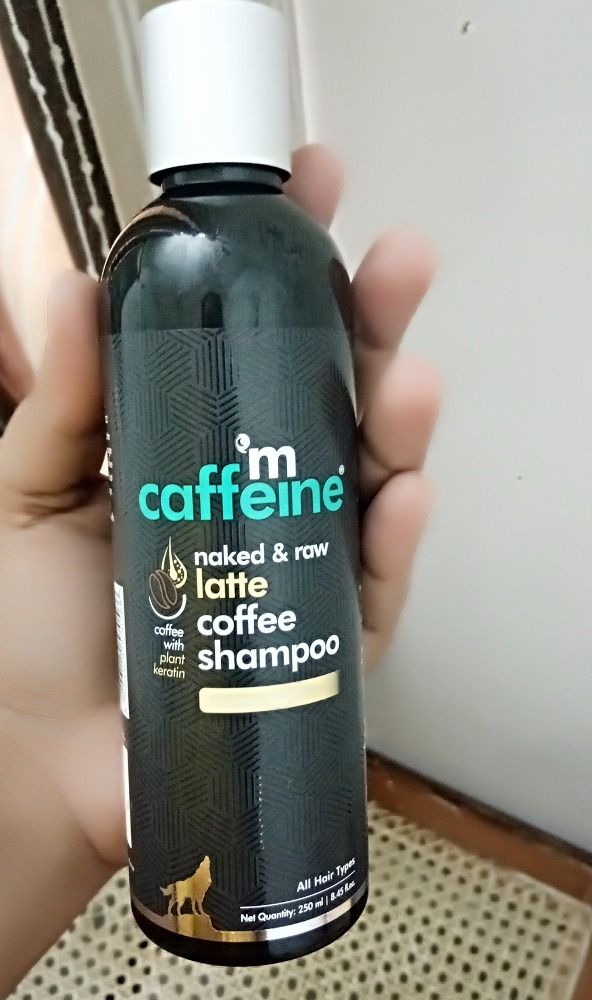 'm
caffeine®
naked & raw
latte
coffee
shampoo
coffee
with
plant
keratin
All Hair Types
Net Quantity: 250 ml | 8.45 fl.oz.